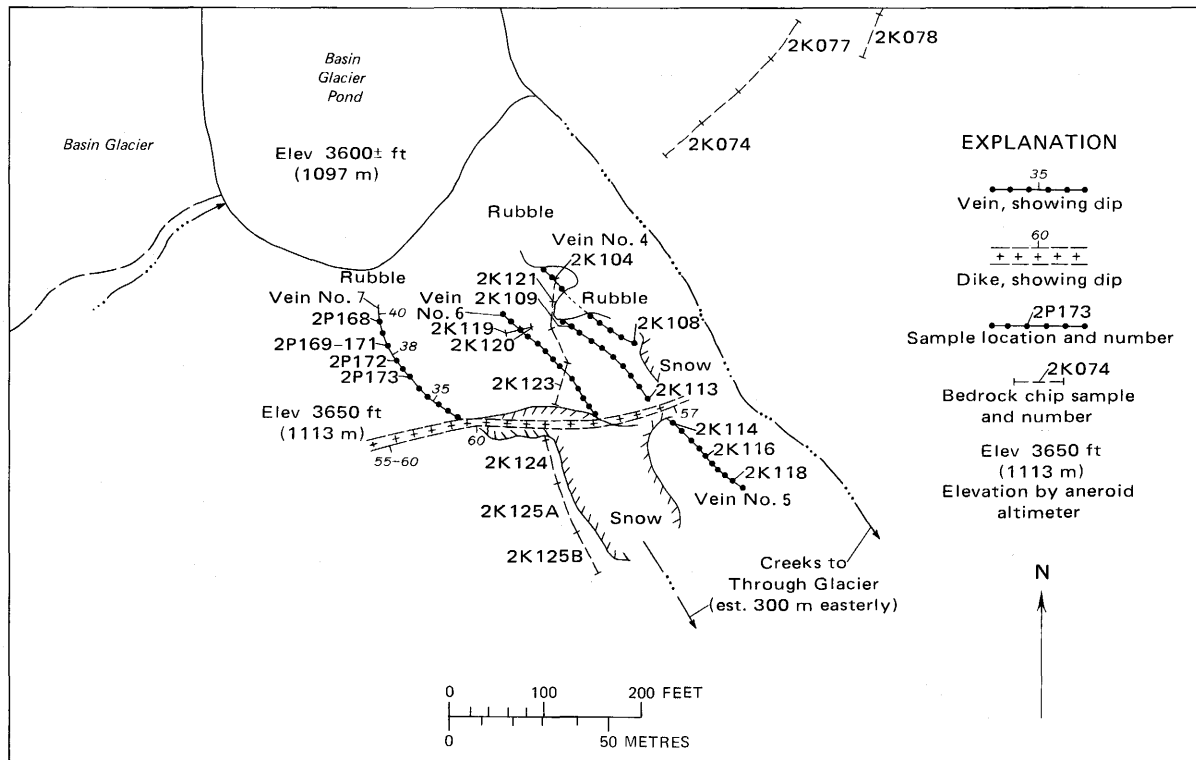 Basin
Glacier
Pond
Basin Glacier
Elev 3600± ft
(1097 m)
2K077
2K078
2K074
Rubble
Rubble
Vein No. 4
2K104
2K121
2K109
Rubble
2K108
Vein No. 7
40
2P168
2P169-171
38
2P172
2P173
35
Vein
No. 6
2K119
2K120
2K123
Snow
2K113
57
Elev 3650 ft
(1113 m)
55-60
60
2K114
2K116
2K118
Vein No. 5
2K124
2K125A
2K125B
Snow
Creeks to
Through Glacier
(est. 300 m easterly)
EXPLANATION
35
Vein, showing dip
60
Dike, showing dip
2P173
Sample location and number
2K074
Bedrock chip sample
and number
Elev 3650 ft
(1113 m)
Elevation by aneroid
altimeter
N
0 100 200 FEET
0 50 METRES